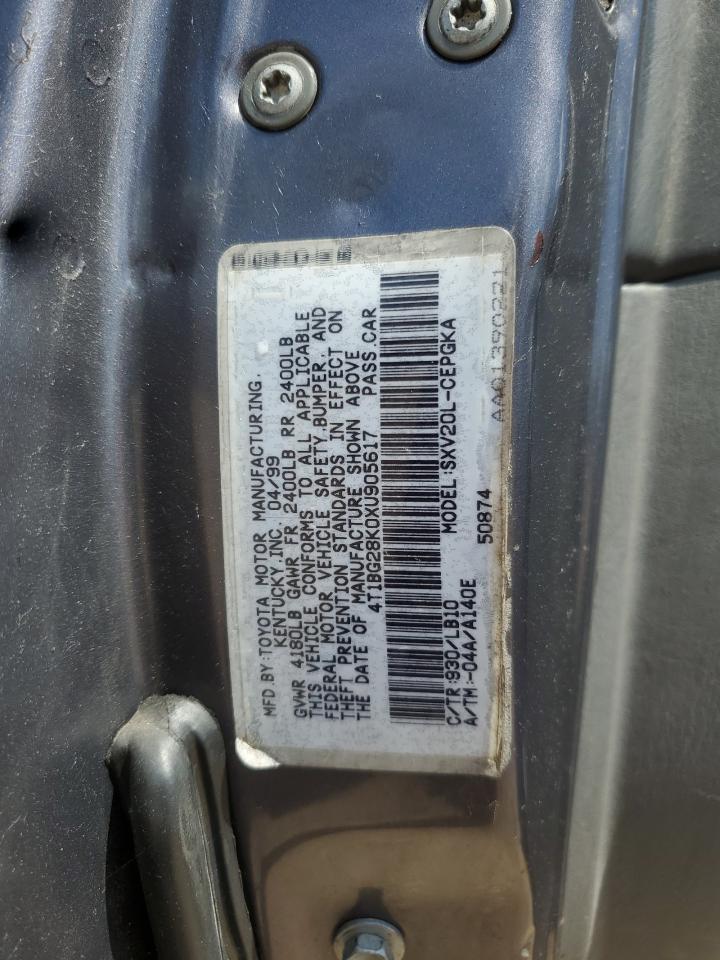 MFD.BY:TOYOTA MOTOR MANUFACTURING,
KENTUCKY,INC. 04/99
GVWR 4180LB GAWR FR 2400LB RR 2400LB
THIS VEHICLE CONFORMS TO ALL APPLICABLE
FEDERAL MOTOR VEHICLE SAFETY,BUMPER, AND
THEFT PREVENTION STANDARDS IN EFFECT ON
THE DATE OF MANUFACTURE SHOWN ABOVE
4T1BG28K0XU905617 PASS.CAR
C/TR:930/LB10 MODEL:SXV20L-CEPGKA
A/TM:-04A/A140E 50874
AA01390221